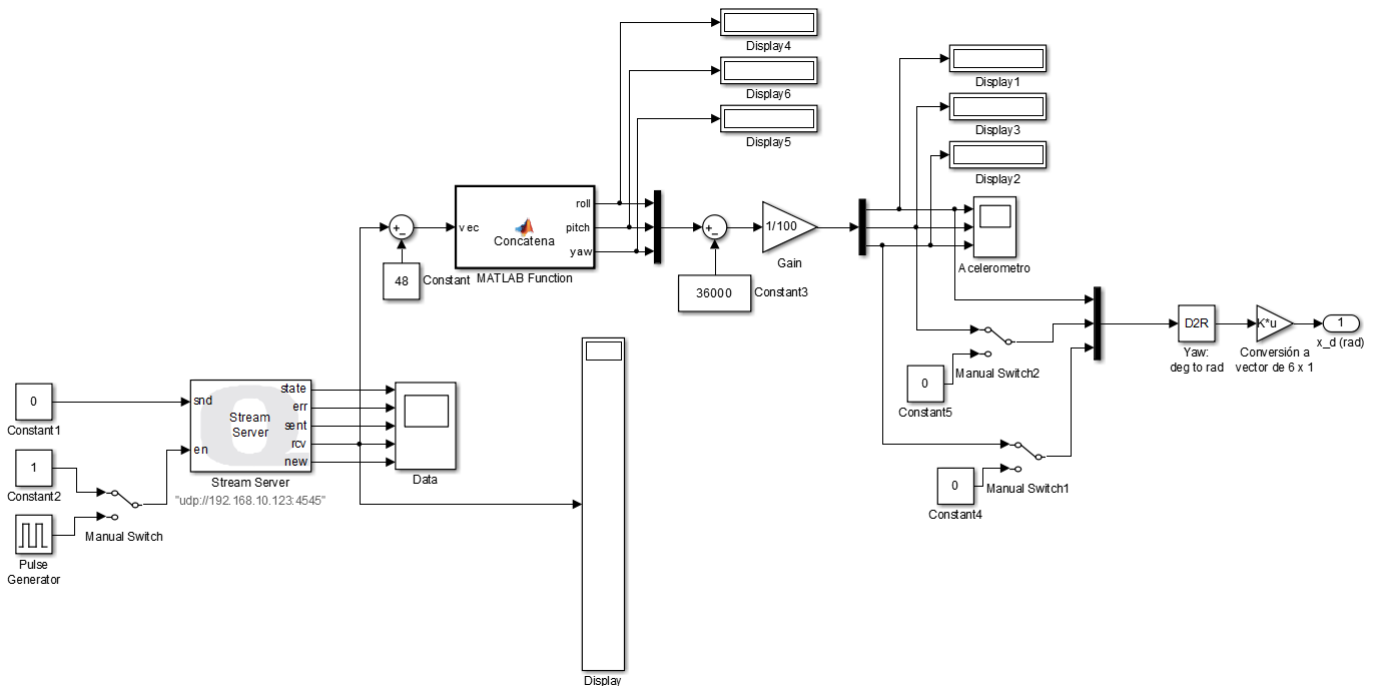 Display4
Display6
Display5
Display1
Display3
Display2
vec
Concatena
roll
pitch
yaw
MATLAB Function
48
Constant
36000
Constant3
1/100
Gain
Acelerometro
0
Constant5
Manual Switch2
0
Constant4
Manual Switch1
D2R
Yaw:
deg to rad
K*u
Conversión a
vector de 6 x 1
1
x_d (rad)
0
Constant1
1
Constant2
Pulse
Generator
Manual Switch
snd
en
Stream
Server
state
err
sent
rcv
new
Stream Server
"udp://192.168.10.123:4545"
Data
Display